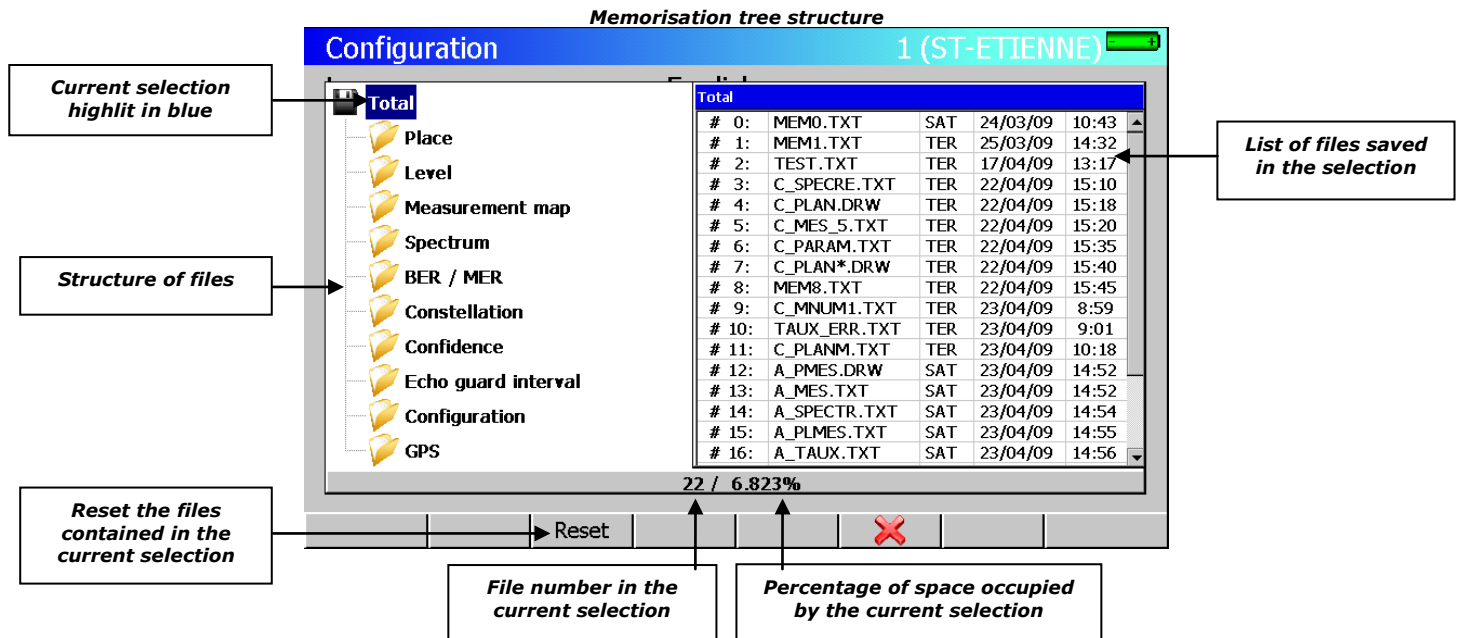 Memorisation tree structure
Configuration 1 (ST-ETIENNE)
Current selection
highlit in blue
Structure of files
Reset the files
contained in the
current selection
Total
Place
Level
Measurement map
Spectrum
BER / MER
Constellation
Confidence
Echo guard interval
Configuration
GPS
Total
# 0: MEM0.TXT SAT 24/03/09 10:43
# 1: MEM1.TXT TER 25/03/09 14:32
# 2: TEST.TXT TER 17/04/09 13:17
# 3: C_SPECRE.TXT TER 22/04/09 15:10
# 4: C_PLAN.DRW TER 22/04/09 15:18
# 5: C_MES_5.TXT TER 22/04/09 15:20
# 6: C_PARAM.TXT TER 22/04/09 15:35
# 7: C_PLAN*.DRW TER 22/04/09 15:40
# 8: MEM8.TXT TER 22/04/09 15:45
# 9: C_MNUM1.TXT TER 23/04/09 8:59
# 10: TAUX_ERR.TXT TER 23/04/09 9:01
# 11: C_PLANM.TXT TER 23/04/09 10:18
# 12: A_PMES.DRW SAT 23/04/09 14:52
# 13: A_MES.TXT SAT 23/04/09 14:52
# 14: A_SPECTR.TXT SAT 23/04/09 14:54
# 15: A_PLMES.TXT SAT 23/04/09 14:55
# 16: A_TAUX.TXT SAT 23/04/09 14:56
List of files saved
in the selection
22 / 6.823%
Reset
File number in the
current selection
Percentage of space occupied
by the current selection